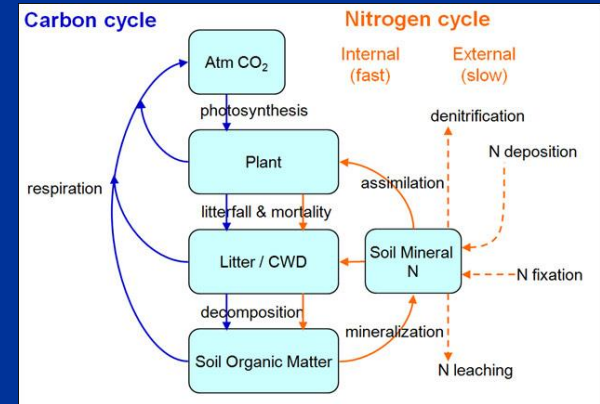 Carbon cycle
Nitrogen cycle
Internal
(fast)
External
(slow)
Atm CO₂
photosynthesis
denitrification
Plant
N deposition
assimilation
respiration
litterfall & mortality
Litter / CWD
Soil Mineral
N
N fixation
decomposition
mineralization
Soil Organic Matter
N leaching